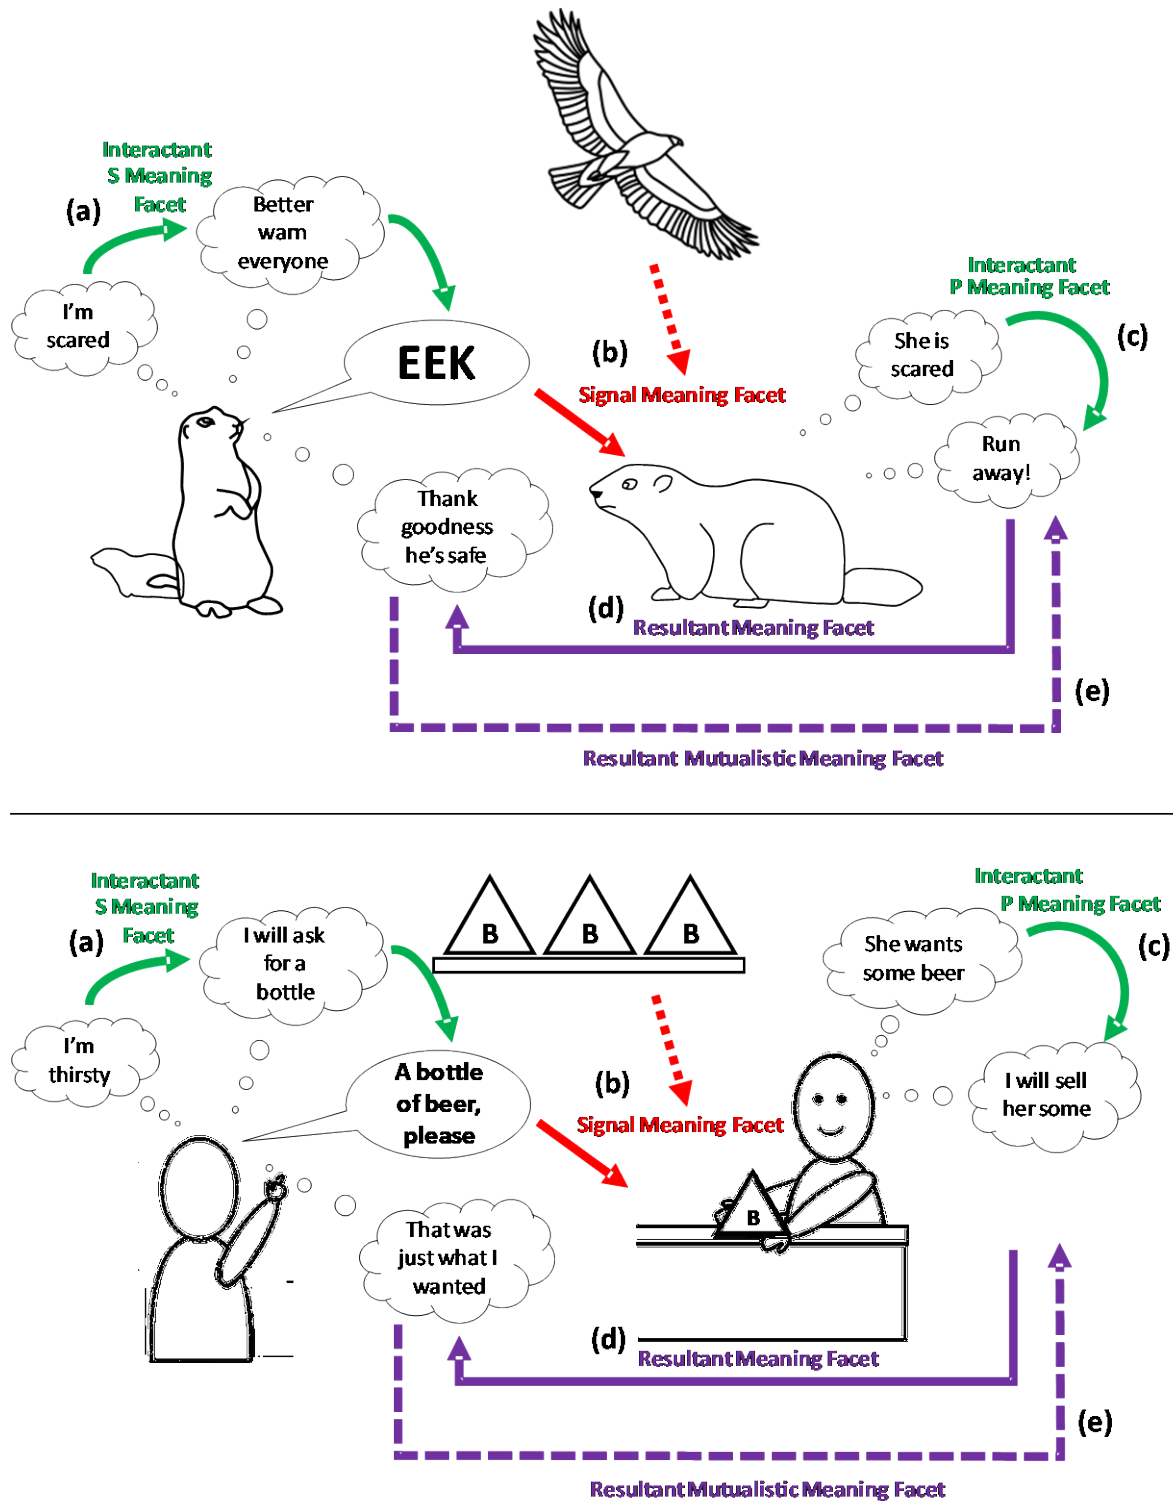 Interactant
S Meaning
Facet
(a)
Better
warn
everyone
I'm
scared
EEK
(b)
Signal Meaning Facet
Interactant
P Meaning Facet
(c)
She is
scared
Run
away!
Thank
goodness
he's safe
(d)
Resultant Meaning Facet
(e)
Resultant Mutualistic Meaning Facet
Interactant
S Meaning
Facet
(a)
I will ask
for a
bottle
I'm
thirsty
B B B
A bottle
of beer,
please
(b)
Signal Meaning Facet
Interactant
P Meaning Facet
(c)
She wants
some beer
I will sell
her some
B
That was
just what I
wanted
(d)
Resultant Meaning Facet
(e)
Resultant Mutualistic Meaning Facet